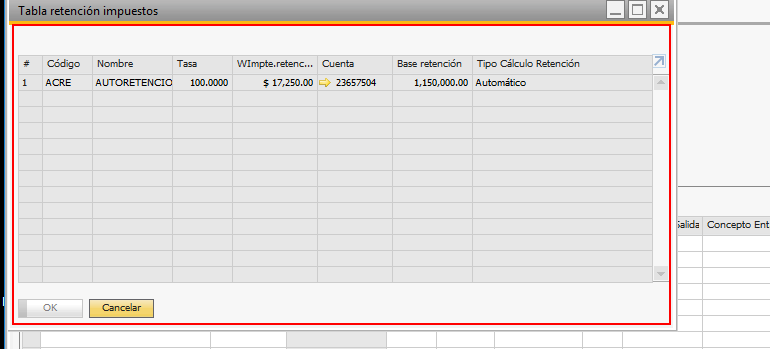 Tabla retención impuestos
# Código Nombre Tasa WImpte.retenc... Cuenta Base retención Tipo Cálculo Retención
1 ACRE AUTORETENCIO 100.0000 $ 17,250.00 23657504 1,150,000.00 Automático
Salida Concepto Ent
OK Cancelar